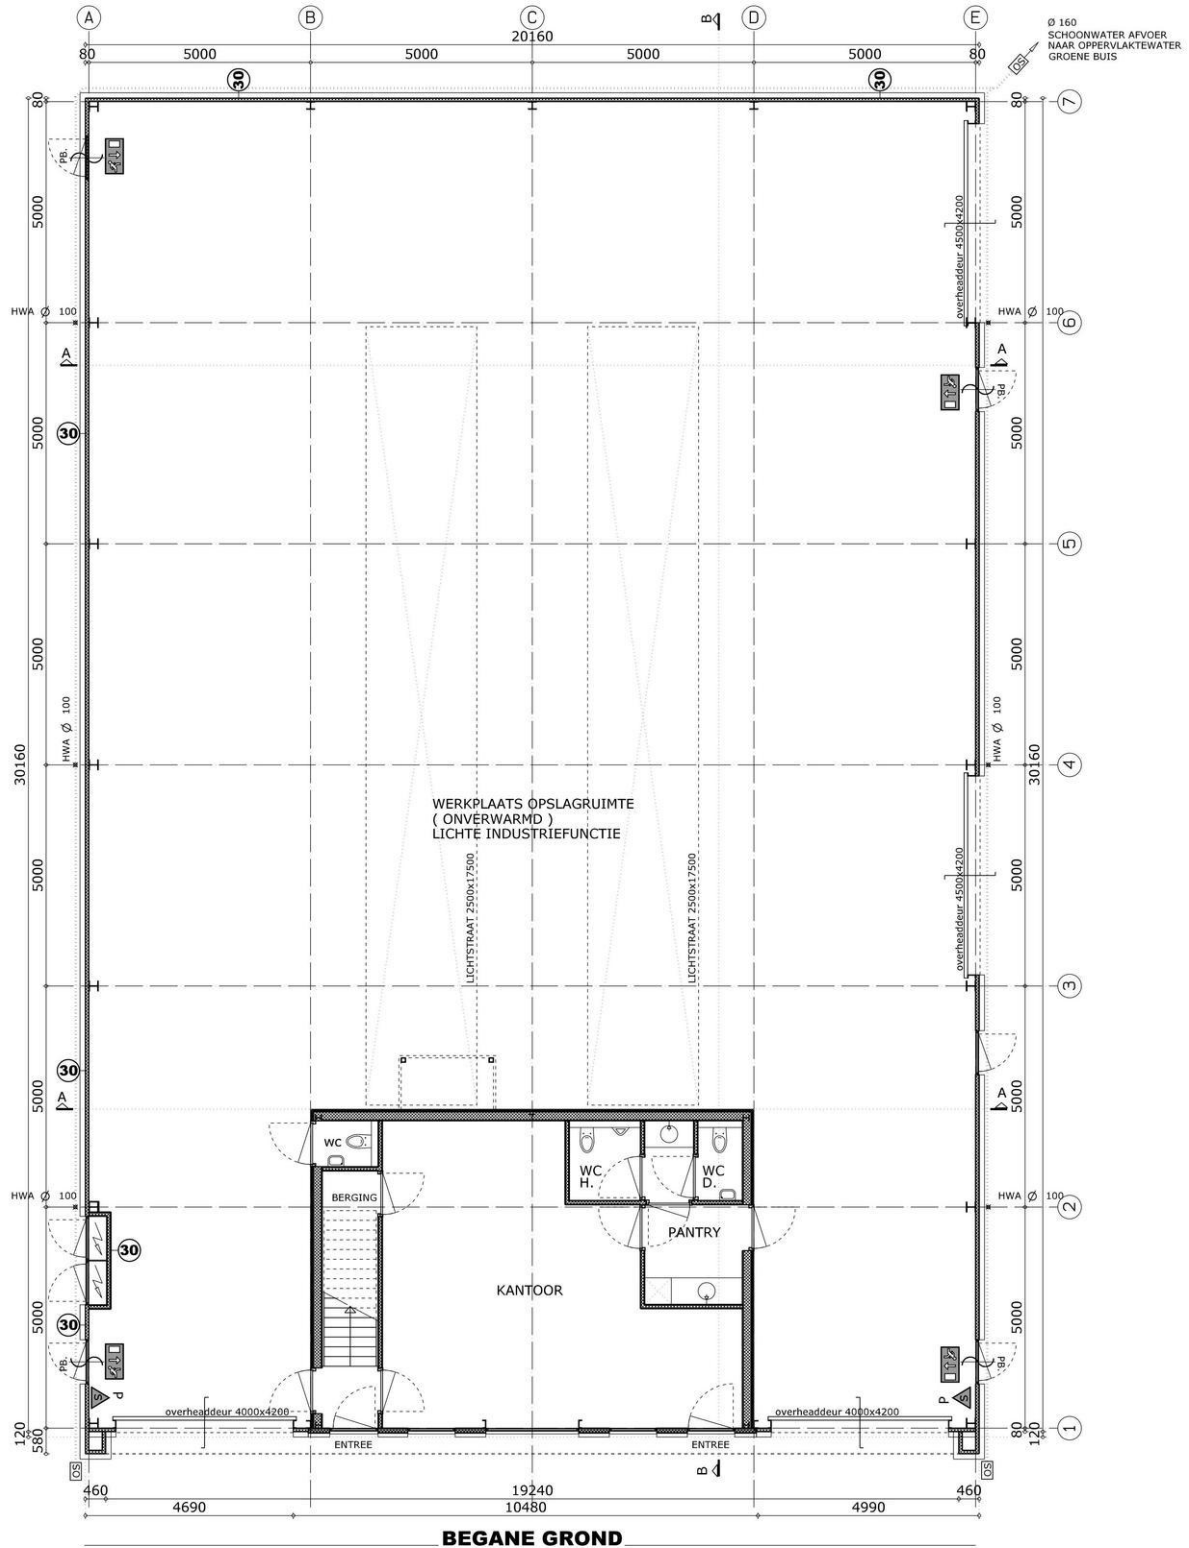 A
B
C
D
E
B
20160
80
5000
5000
5000
5000
80
Ø 160
SCHOONWATER AFVOER
NAAR OPPERVLAKTEWATER
GROENE BUIS
OS
30
30
80
80
7
PB.
5000
overheaddeur 4500x4200
5000
HWA Ø 100
HWA Ø 100
6
A
A
PB.
30
5000
5000
5
5000
5000
HWA Ø 100
HWA Ø 100
30160
30160
4
WERKPLAATS OPSLAGRUIMTE
( ONVERWARMD )
LICHTE INDUSTRIEFUNCTIE
5000
LICHTSTRAAT 2500x17500
LICHTSTRAAT 2500x17500
overheaddeur 4500x4200
5000
3
30
5000
5000
A
A
WC
WC
H.
WC
D.
BERGING
HWA Ø 100
HWA Ø 100
2
PANTRY
30
KANTOOR
30
5000
5000
PB.
PB.
S
P
P
S
overheaddeur 4000x4200
overheaddeur 4000x4200
120
580
80
120
1
ENTREE
ENTREE
OS
B
OS
460
19240
460
4690
10480
4990
BEGANE GROND